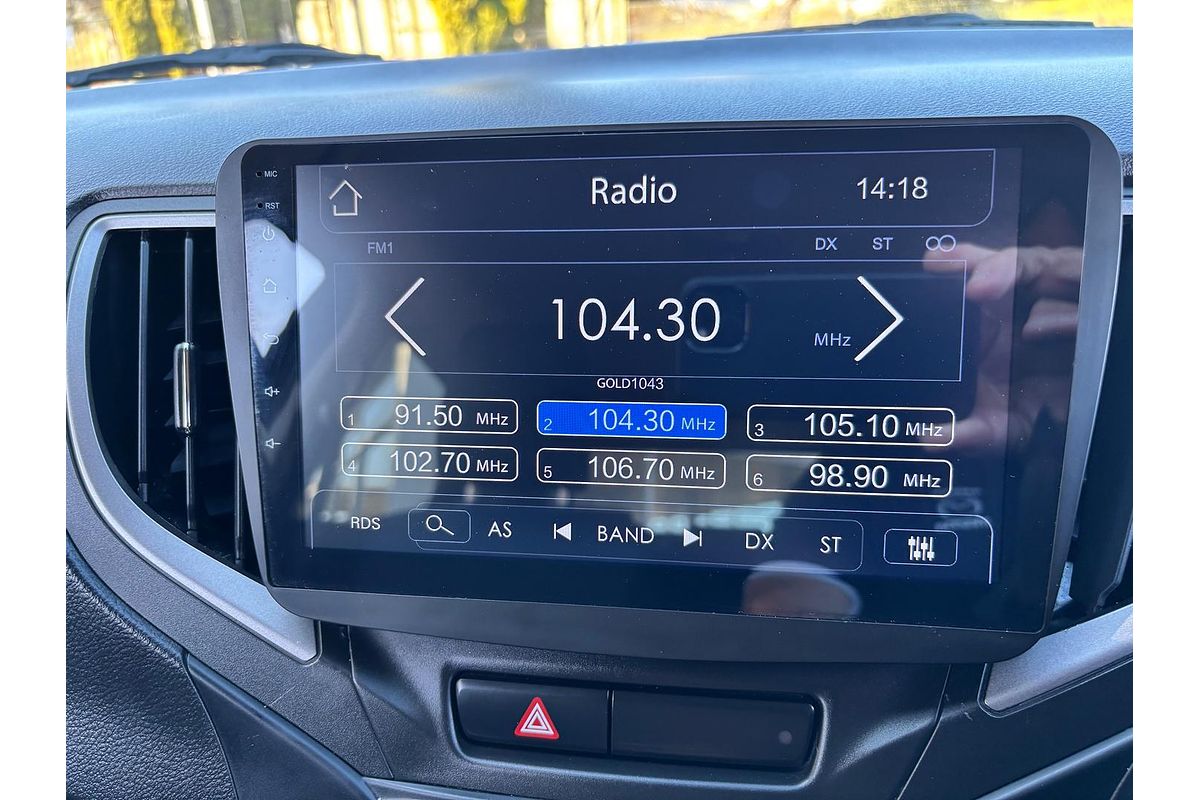 MIC
RST
Radio 14:18
FM1 DX ST
104.30 MHz
GOLD1043
1 91.50 MHz 2 104.30 MHz 3 105.10 MHz
4 102.70 MHz 5 106.70 MHz 6 98.90 MHz
RDS AS BAND DX ST